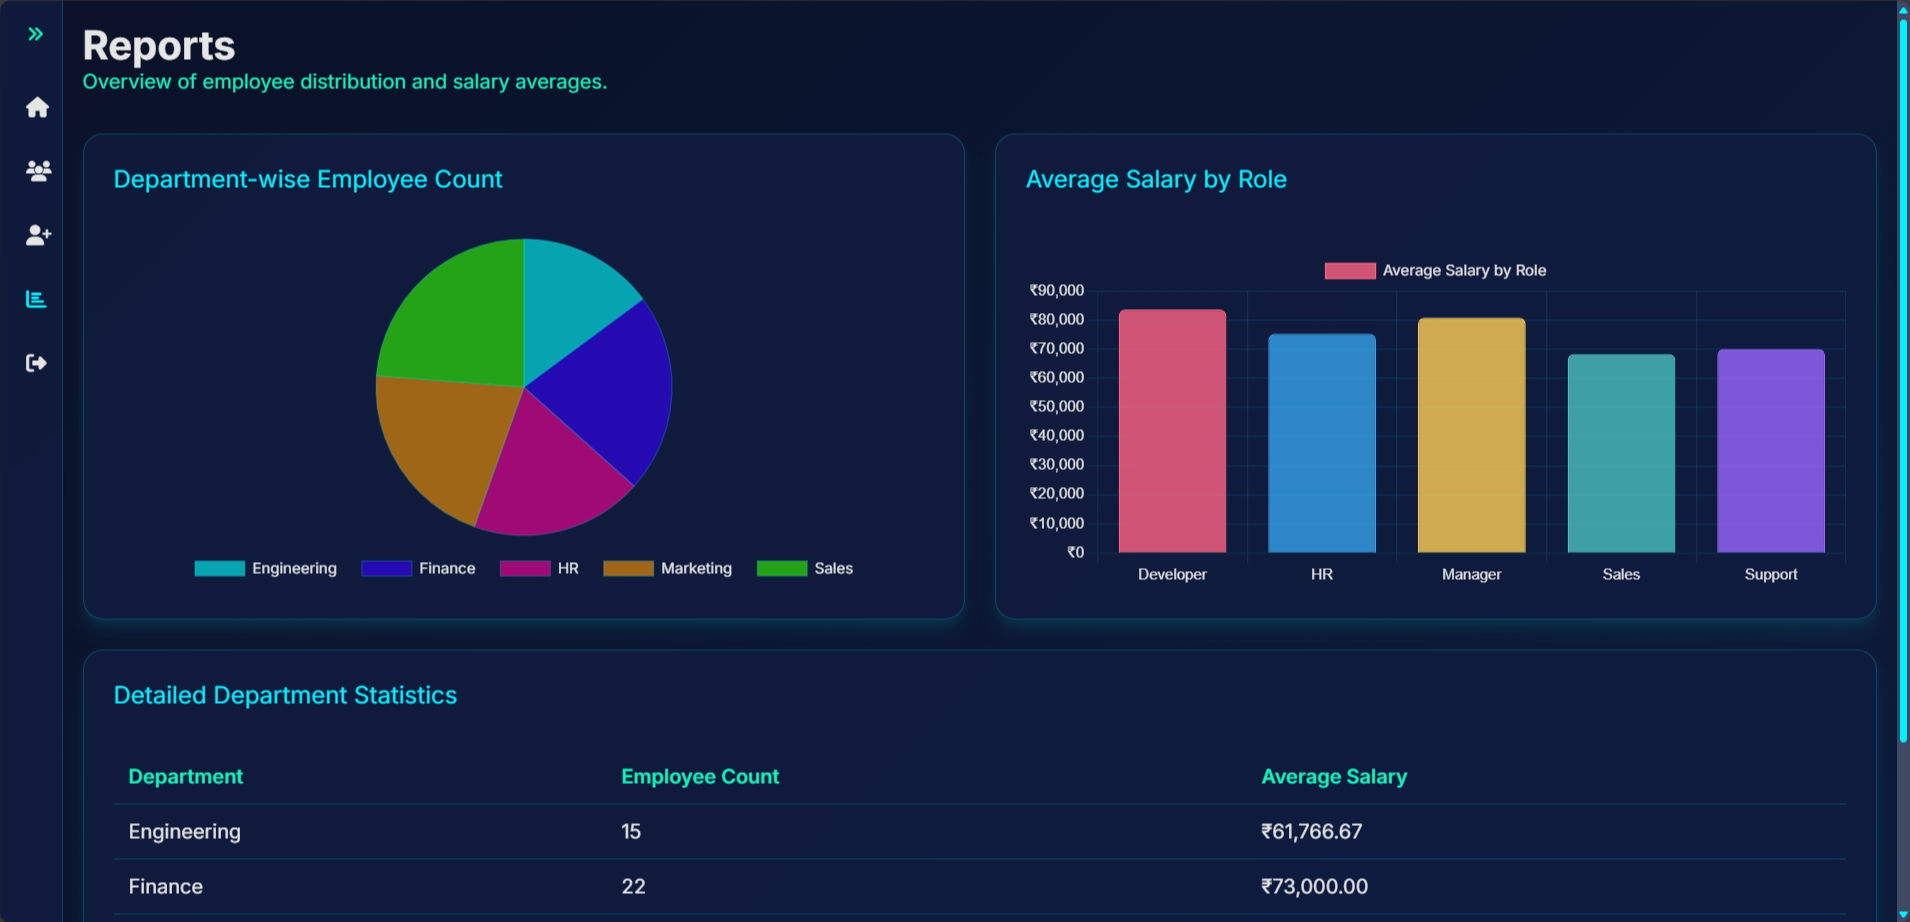 Reports
Overview of employee distribution and salary averages.
Department-wise Employee Count
Engineering Finance HR Marketing Sales
Average Salary by Role
Average Salary by Role
₹90,000
₹80,000
₹70,000
₹60,000
₹50,000
₹40,000
₹30,000
₹20,000
₹10,000
₹0
Developer HR Manager Sales Support
Detailed Department Statistics
Department Employee Count Average Salary
Engineering 15 ₹61,766.67
Finance 22 ₹73,000.00